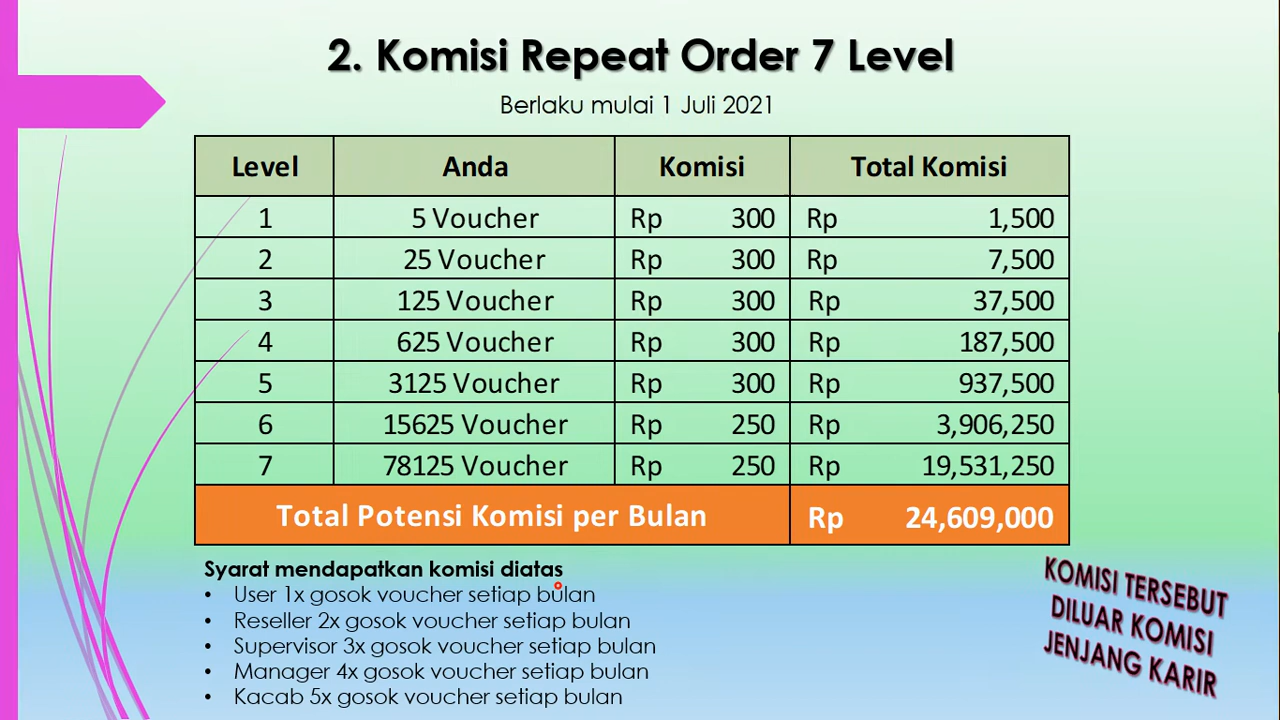 2. Komisi Repeat Order 7 Level
Berlaku mulai 1 Juli 2021
Level Anda Komisi Total Komisi
1 5 Voucher Rp 300 Rp 1,500
2 25 Voucher Rp 300 Rp 7,500
3 125 Voucher Rp 300 Rp 37,500
4 625 Voucher Rp 300 Rp 187,500
5 3125 Voucher Rp 300 Rp 937,500
6 15625 Voucher Rp 250 Rp 3,906,250
7 78125 Voucher Rp 250 Rp 19,531,250
Total Potensi Komisi per Bulan Rp 24,609,000
Syarat mendapatkan komisi diatas
• User 1x gosok voucher setiap bulan
• Reseller 2x gosok voucher setiap bulan
• Supervisor 3x gosok voucher setiap bulan
• Manager 4x gosok voucher setiap bulan
• Kacab 5x gosok voucher setiap bulan
KOMISI TERSEBUT
DILUAR KOMISI
JENJANG KARIR